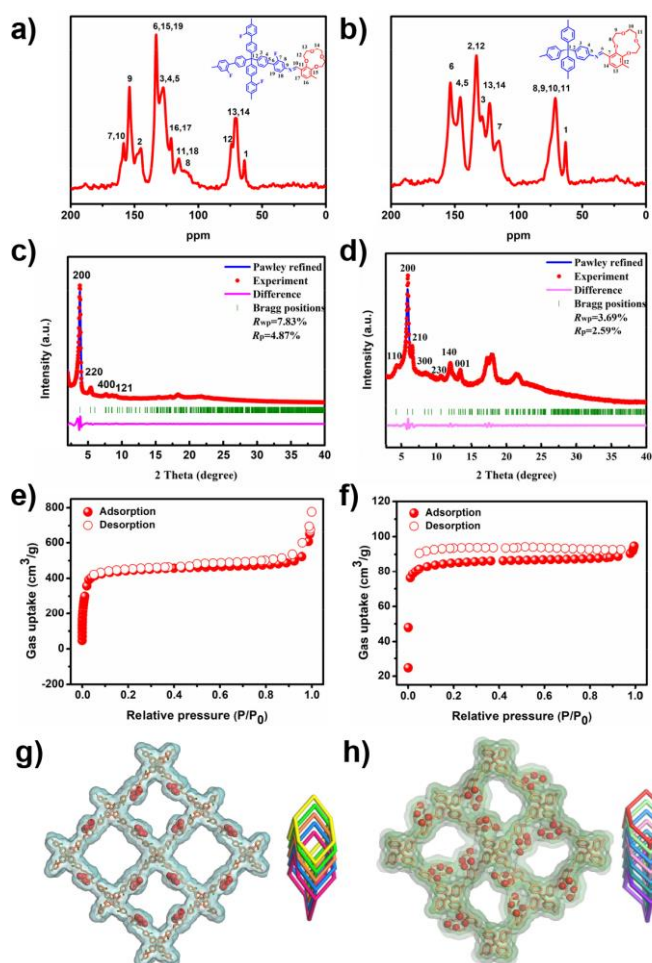 a)
6,15,19
9
3,4,5
7,10
2
16,17
11,18
8
13,14
12
1
200 150 100 50 0
ppm
b)
2,12
6
4,5
13,14
3
7
8,9,10,11
1
200 150 100 50 0
ppm
c)
Pawley refined
Experiment
Difference
Bragg positions
Rwp=7.83%
Rp=4.87%
200
220
400 121
Intensity (a.u.)
5 10 15 20 25 30 35 40
2 Theta (degree)
d)
Pawley refined
Experiment
Difference
Bragg positions
Rwp=3.69%
Rp=2.59%
200
210
110
300
230
140
001
Intensity (a.u.)
5 10 15 20 25 30 35 40
2 Theta (degree)
e)
Adsorption
Desorption
800
600
400
200
0
-200
Gas uptake (cm³/g)
0.0 0.2 0.4 0.6 0.8 1.0
Relative pressure (P/P₀)
f)
Adsorption
Desorption
120
100
80
60
40
20
0
Gas uptake (cm³/g)
0.0 0.2 0.4 0.6 0.8 1.0
Relative pressure (P/P₀)
g)
h)